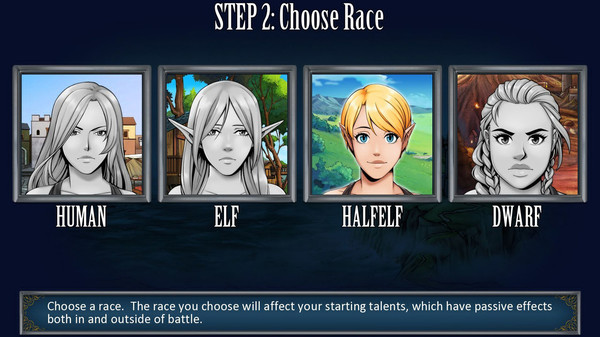 STEP 2: Choose Race
HUMAN
ELF
HALFELF
DWARF
Choose a race. The race you choose will affect your starting talents, which have passive effects
both in and outside of battle.